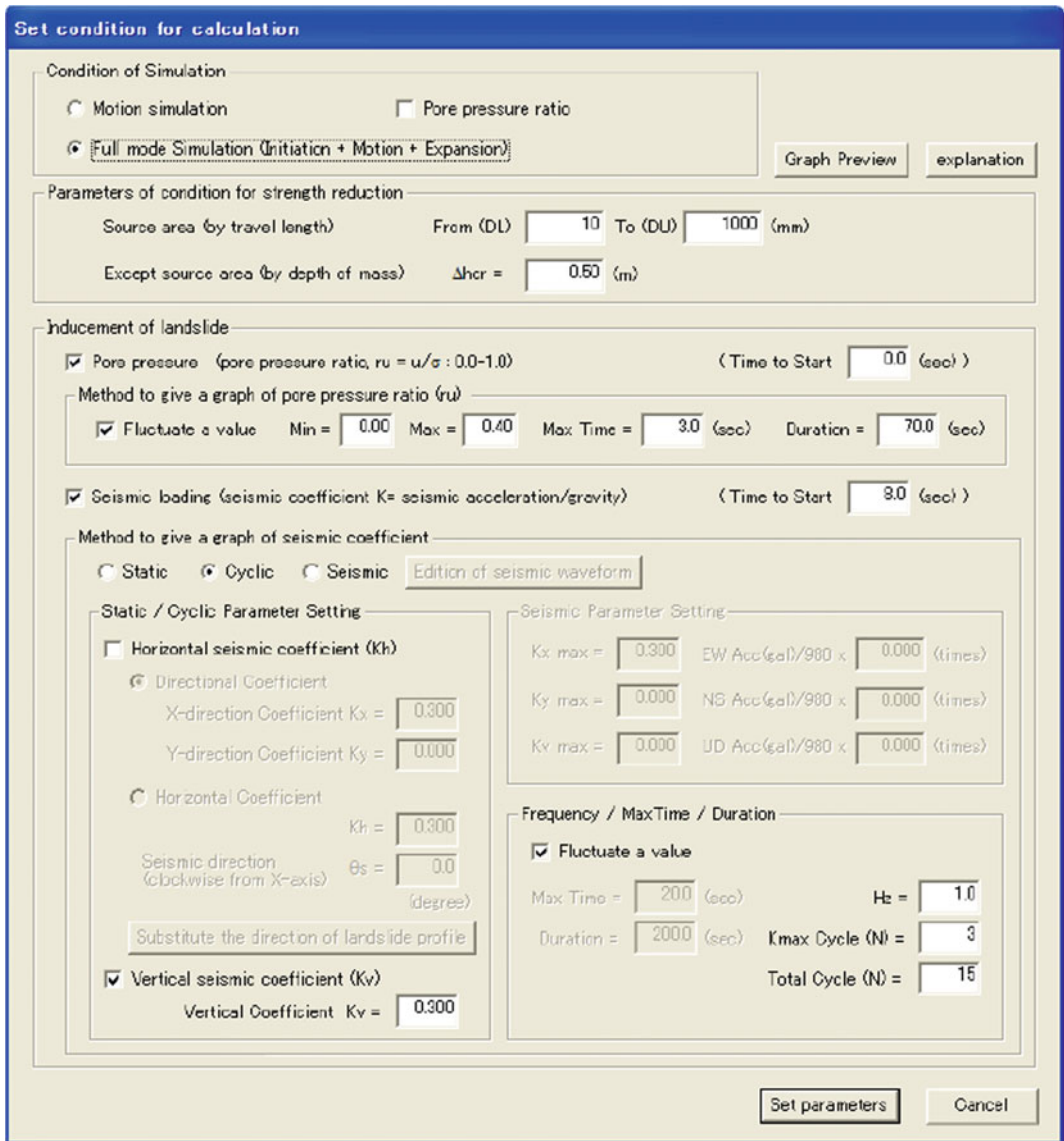 Set condition for calculation
Condition of Simulation
Motion simulation Pore pressure ratio
Full mode Simulation (Initiation + Motion + Expansion)
Graph Preview explanation
Parameters of condition for strength reduction
Source area (by travel length) From (DL) 10 To (DU) 1000 (mm)
Except source area (by depth of mass) Δhcr = 0.50 (m)
Inducement of landslide
Pore pressure (pore pressure ratio, ru = u/σ : 0.0-1.0) ( Time to Start 0.0 (sec) )
Method to give a graph of pore pressure ratio (ru)
Fluctuate a value Min = 0.00 Max = 0.40 Max Time = 3.0 (sec) Duration = 70.0 (sec)
Seismic loading (seismic coefficient K= seismic acceleration/gravity) ( Time to Start 8.0 (sec) )
Method to give a graph of seismic coefficient
Static Cyclic Seismic Edition of seismic waveform
Static / Cyclic Parameter Setting
Horizontal seismic coefficient (Kh)
Directional Coefficient
X-direction Coefficient Kx = 0.300
Y-direction Coefficient Ky = 0.000
Horizontal Coefficient
Kh = 0.300
Seismic direction
(clockwise from X-axis) θs = 0.0
(degree)
Substitute the direction of landslide profile
Vertical seismic coefficient (Kv)
Vertical Coefficient Kv = 0.300
Seismic Parameter Setting
Kx max = 0.300 EW Acc(gal)/980 x 0.000 (times)
Ky max = 0.000 NS Acc(gal)/980 x 0.000 (times)
Kv max = 0.000 UD Acc(gal)/980 x 0.000 (times)
Frequency / MaxTime / Duration
Fluctuate a value
Max Time = 20.0 (sec) Hz = 1.0
Duration = 200.0 (sec) Kmax Cycle (N) = 3
Total Cycle (N) = 15
Set parameters Cancel